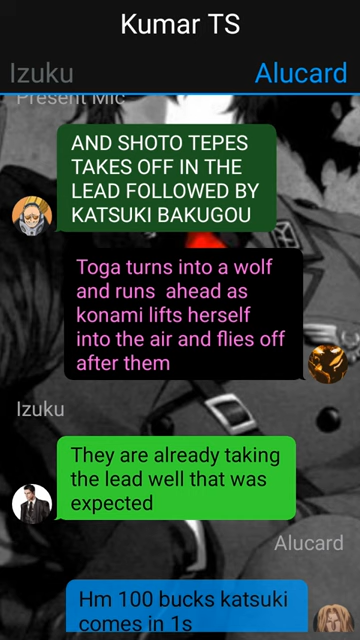 Kumar TS
Izuku Alucard
Present Mic
AND SHOTO TEPES
TAKES OFF IN THE
LEAD FOLLOWED BY
KATSUKI BAKUGOU
Toga turns into a wolf
and runs ahead as
konami lifts herself
into the air and flies off
after them
Izuku
They are already taking
the lead well that was
expected
Alucard
Hm 100 bucks katsuki
comes in 1s